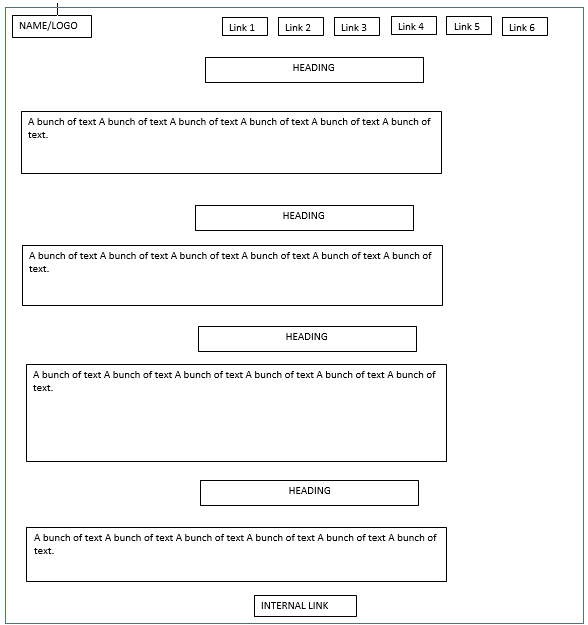 NAME/LOGO Link 1 Link 2 Link 3 Link 4 Link 5 Link 6
HEADING
A bunch of text A bunch of text A bunch of text A bunch of text A bunch of text A bunch of
text.
HEADING
A bunch of text A bunch of text A bunch of text A bunch of text A bunch of text A bunch of
text.
HEADING
A bunch of text A bunch of text A bunch of text A bunch of text A bunch of text A bunch of
text.
HEADING
A bunch of text A bunch of text A bunch of text A bunch of text A bunch of text A bunch of
text.
INTERNAL LINK